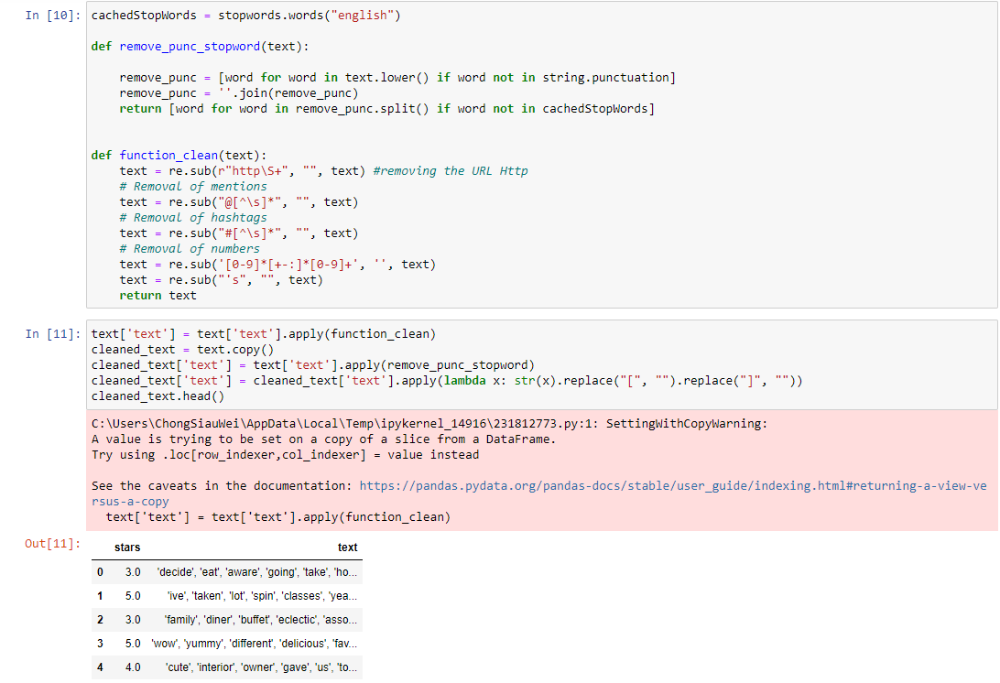 In [10]: cachedStopWords = stopwords.words("english")
def remove_punc_stopword(text):
remove_punc = [word for word in text.lower() if word not in string.punctuation]
remove_punc = ''.join(remove_punc)
return [word for word in remove_punc.split() if word not in cachedStopWords]
def function_clean(text):
text = re.sub(r"http\S+", "", text) #removing the URL Http
# Removal of mentions
text = re.sub("@[^\s]*", "", text)
# Removal of hashtags
text = re.sub("#[^\s]*", "", text)
# Removal of numbers
text = re.sub('[0-9]*[+-:]*[0-9]+', '', text)
text = re.sub("'s", "", text)
return text
In [11]: text['text'] = text['text'].apply(function_clean)
cleaned_text = text.copy()
cleaned_text['text'] = text['text'].apply(remove_punc_stopword)
cleaned_text['text'] = cleaned_text['text'].apply(lambda x: str(x).replace("[", "").replace("]", ""))
cleaned_text.head()
C:\Users\ChongSiauWei\AppData\Local\Temp\ipykernel_14916\231812773.py:1: SettingWithCopyWarning:
A value is trying to be set on a copy of a slice from a DataFrame.
Try using .loc[row_indexer,col_indexer] = value instead
See the caveats in the documentation: https://pandas.pydata.org/pandas-docs/stable/user_guide/indexing.html#returning-a-view-ve
rsus-a-copy
text['text'] = text['text'].apply(function_clean)
Out[11]:
stars text
0 3.0 'decide', 'eat', 'aware', 'going', 'take', 'ho...
1 5.0 'ive', 'taken', 'lot', 'spin', 'classes', 'yea...
2 3.0 'family', 'diner', 'buffet', 'eclectic', 'asso...
3 5.0 'wow', 'yummy', 'different', 'delicious', 'fav...
4 4.0 'cute', 'interior', 'owner', 'gave', 'us', 'to...